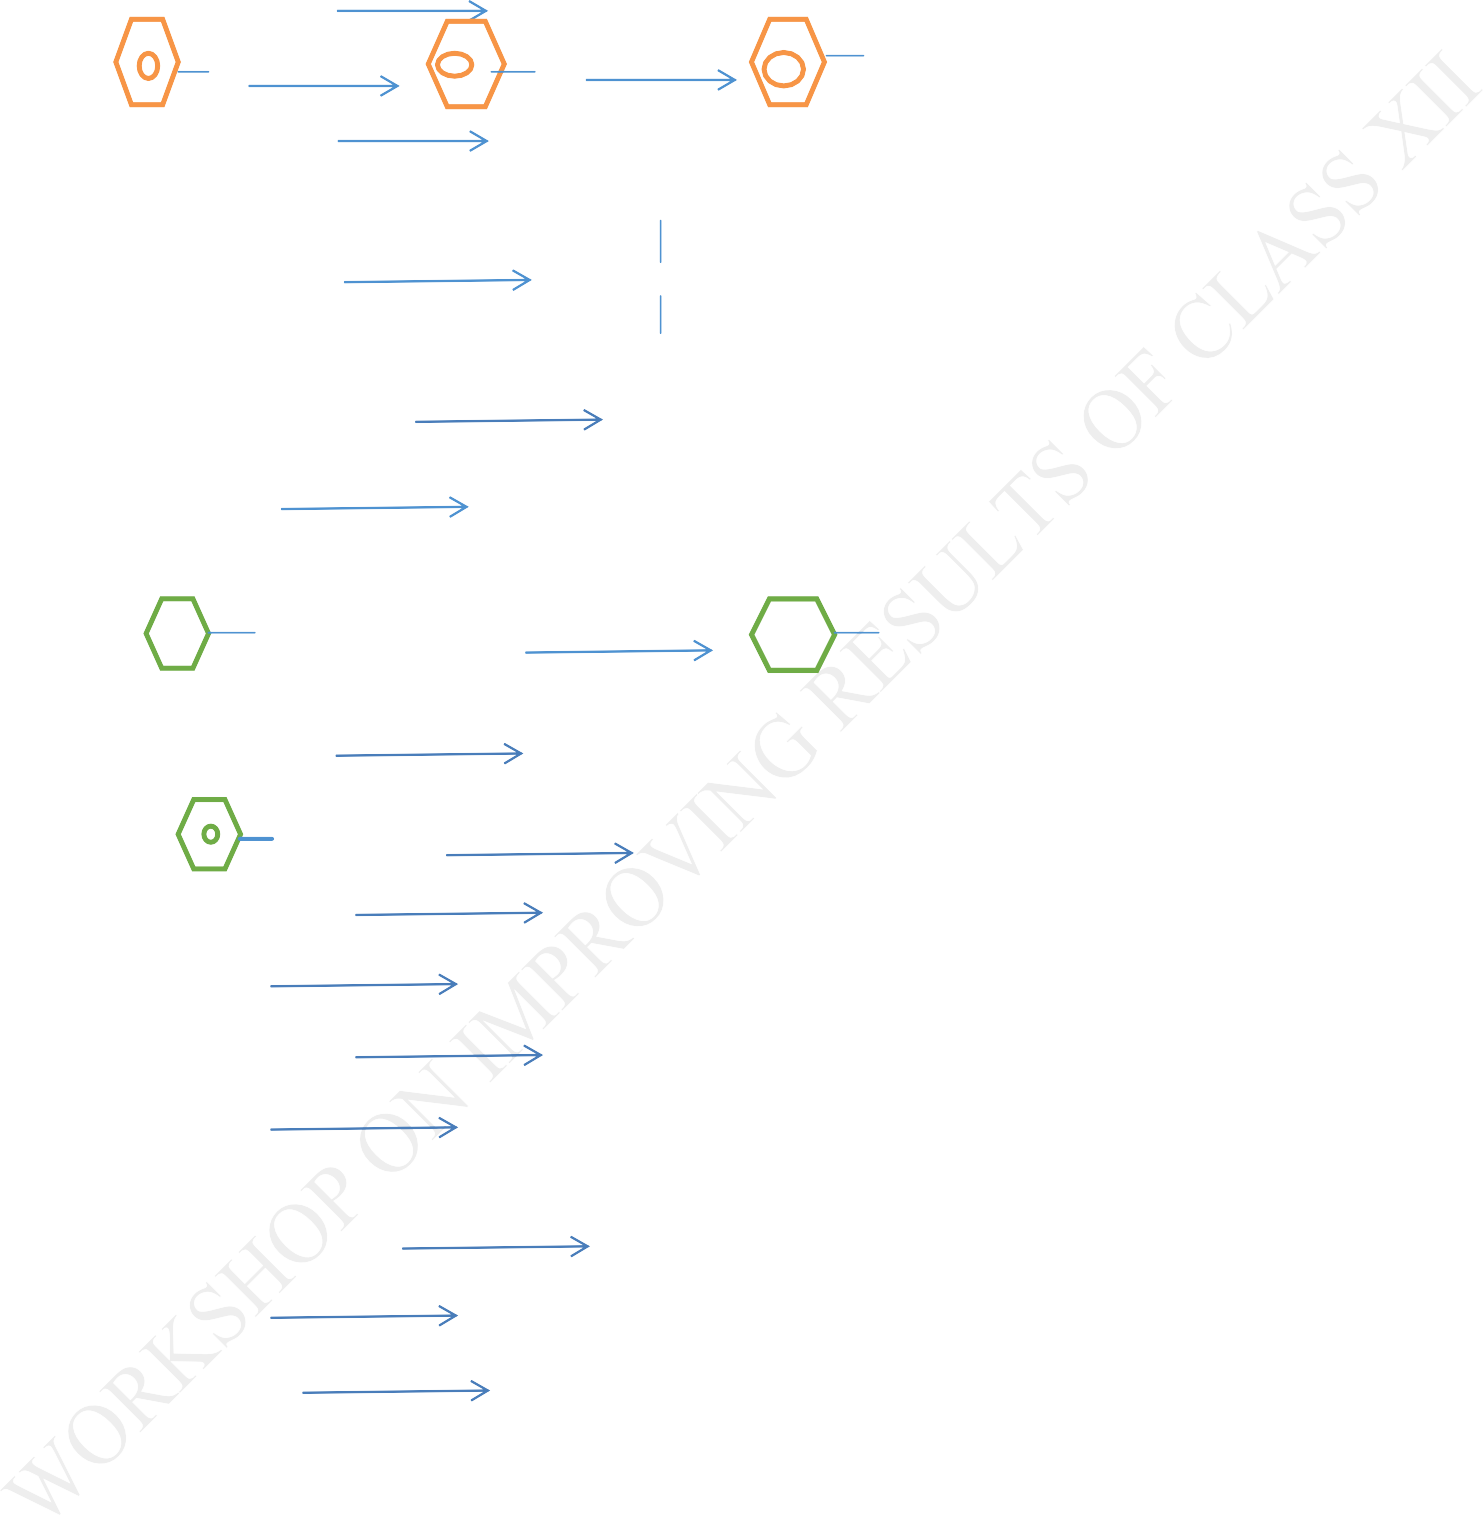 WORKSHOP ON IMPROVING RESULTS OF CLASS XII